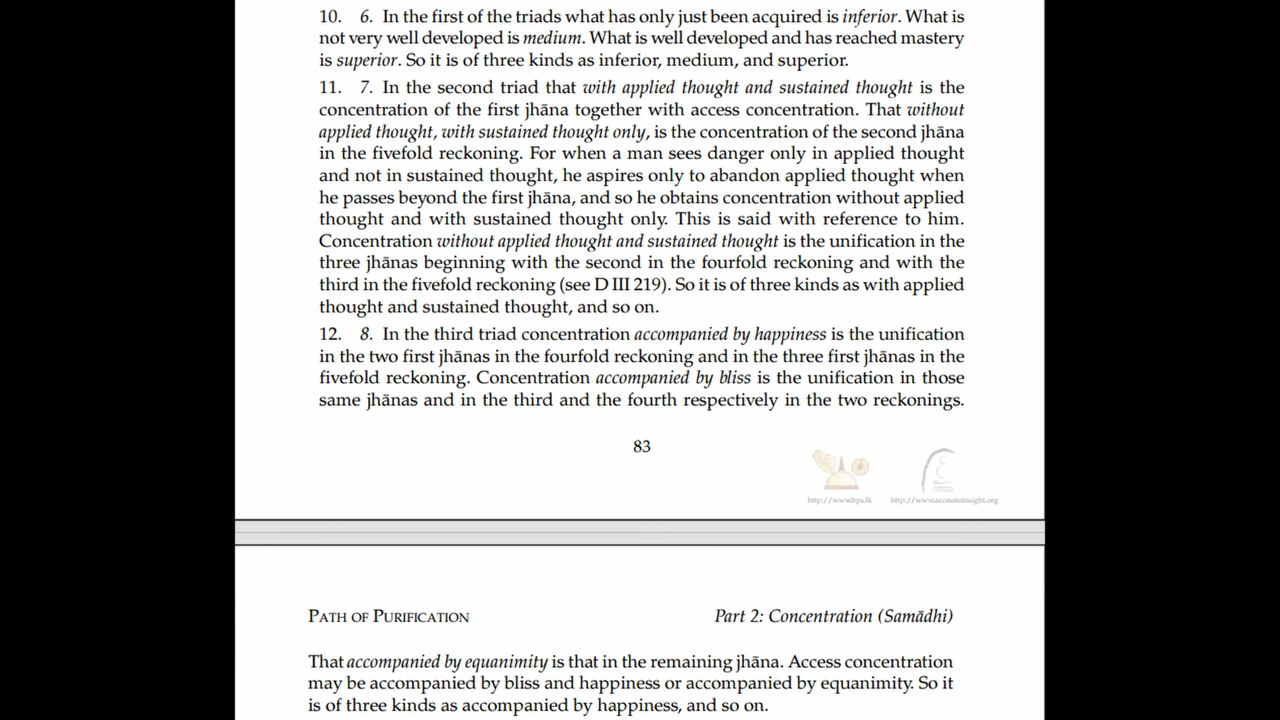 10. 6. In the first of the triads what has only just been acquired is inferior. What is
not very well developed is medium. What is well developed and has reached mastery
is superior. So it is of three kinds as inferior, medium, and superior.
11. 7. In the second triad that with applied thought and sustained thought is the
concentration of the first jhāna together with access concentration. That without
applied thought, with sustained thought only, is the concentration of the second jhāna
in the fivefold reckoning. For when a man sees danger only in applied thought
and not in sustained thought, he aspires only to abandon applied thought when
he passes beyond the first jhāna, and so he obtains concentration without applied
thought and with sustained thought only. This is said with reference to him.
Concentration without applied thought and sustained thought is the unification in the
three jhānas beginning with the second in the fourfold reckoning and with the
third in the fivefold reckoning (see D III 219). So it is of three kinds as with applied
thought and sustained thought, and so on.
12. 8. In the third triad concentration accompanied by happiness is the unification
in the two first jhānas in the fourfold reckoning and in the three first jhānas in the
fivefold reckoning. Concentration accompanied by bliss is the unification in those
same jhānas and in the third and the fourth respectively in the two reckonings.
83
http://www.bps.lk http://www.accesstoinsight.org
PATH OF PURIFICATION Part 2: Concentration (Samādhi)
That accompanied by equanimity is that in the remaining jhāna. Access concentration
may be accompanied by bliss and happiness or accompanied by equanimity. So it
is of three kinds as accompanied by happiness, and so on.